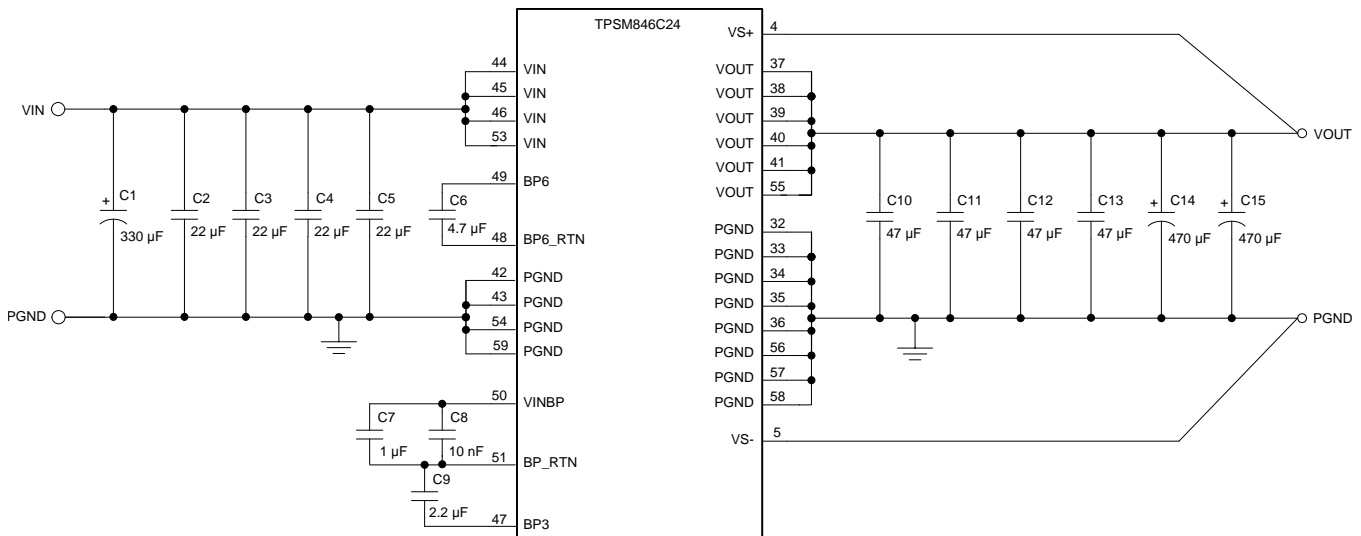 TPSM846C24
VS+ 4
44 VIN
45 VIN
46 VIN
53 VIN
VIN
C1
330 µF
+
C2
22 µF
C3
22 µF
C4
22 µF
C5
22 µF
49 BP6
C6
4.7 µF
48 BP6_RTN
42 PGND
43 PGND
54 PGND
59 PGND
PGND
50 VINBP
C7
1 µF
C8
10 nF
51 BP_RTN
C9
2.2 µF
47 BP3
VOUT 37
VOUT 38
VOUT 39
VOUT 40
VOUT 41
VOUT 55
VOUT
PGND 32
PGND 33
PGND 34
PGND 35
PGND 36
PGND 56
PGND 57
PGND 58
C10
47 µF
C11
47 µF
C12
47 µF
C13
47 µF
+
C14
470 µF
+
C15
470 µF
PGND
VS- 5